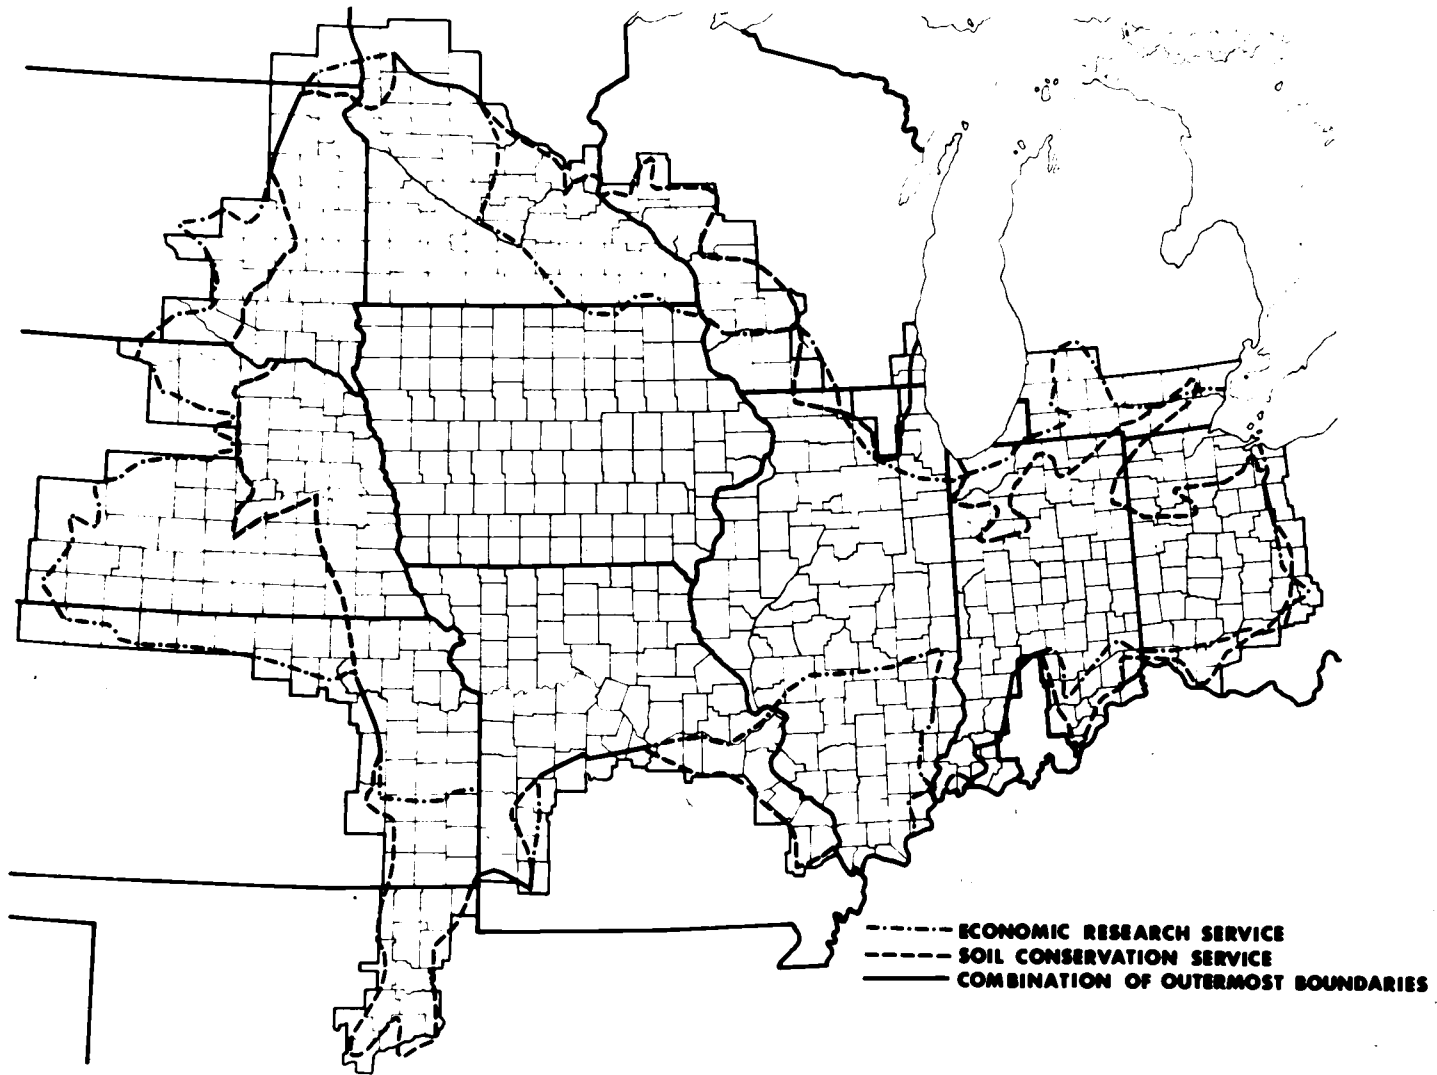 ECONOMIC RESEARCH SERVICE
SOIL CONSERVATION SERVICE
COMBINATION OF OUTERMOST BOUNDARIES